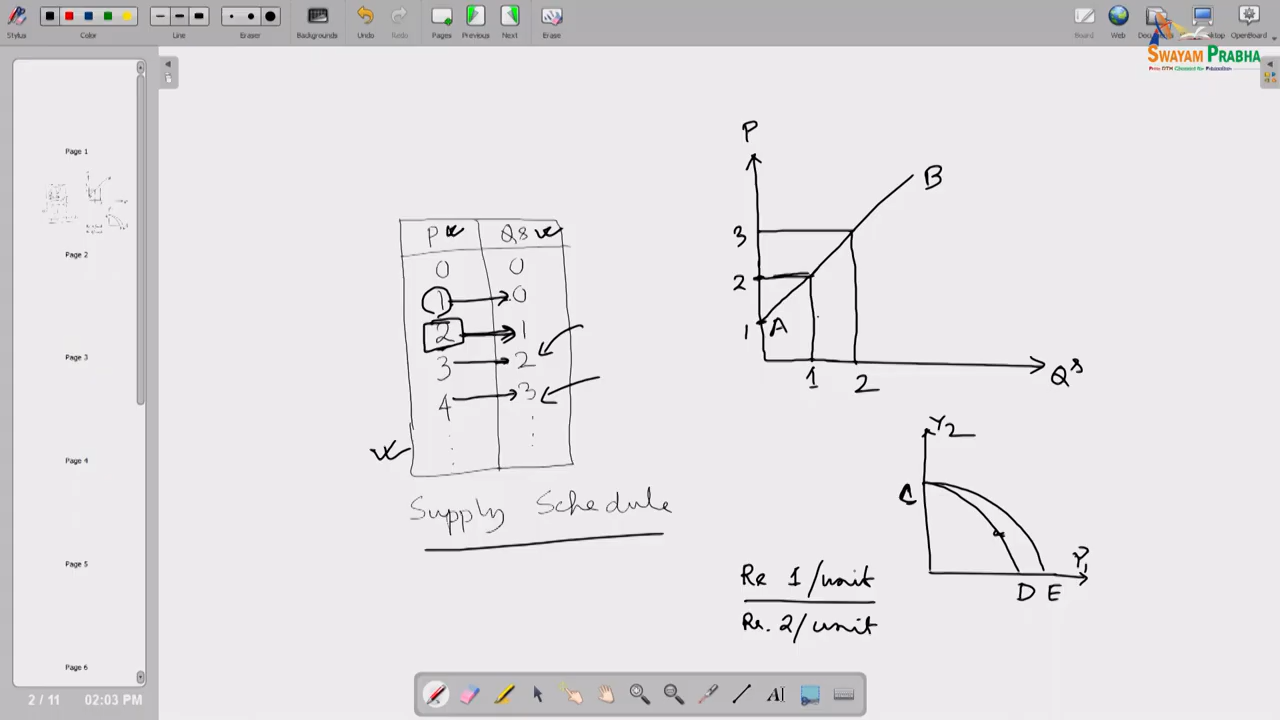 Stylus
Color
Line
Eraser
Backgrounds
Undo
Redo
Pages
Previous
Next
Erase
Board
Web
OpenBoard
SWAYAM PRABHA
Page 1
Page 2
Page 3
Page 4
Page 5
Page 6
2 / 11
02:03 PM
P QS
0 0
1 0
2 1
3 2
4 3
Supply Schedule
P
3
2
1
A
B
1
2
Q^s
Y2
C
D E
Y1
Re 1/unit
Re. 2/unit